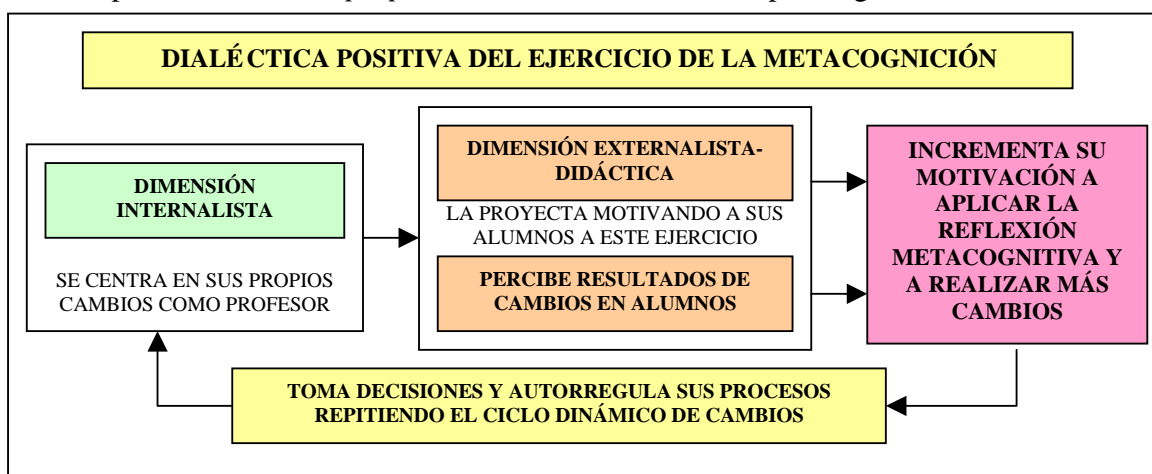 DIALÉCTICA POSITIVA DEL EJERCICIO DE LA METACOGNICIÓN
DIMENSIÓN
INTERNALISTA
SE CENTRA EN SUS PROPIOS
CAMBIOS COMO PROFESOR
DIMENSIÓN EXTERNALISTA-
DIDÁCTICA
LA PROYECTA MOTIVANDO A SUS
ALUMNOS A ESTE EJERCICIO
PERCIBE RESULTADOS DE
CAMBIOS EN ALUMNOS
INCREMENTA SU
MOTIVACIÓN A
APLICAR LA
REFLEXIÓN
METACOGNITIVA Y
A REALIZAR MÁS
CAMBIOS
TOMA DECISIONES Y AUTORREGULA SUS PROCESOS
REPITIENDO EL CICLO DINÁMICO DE CAMBIOS